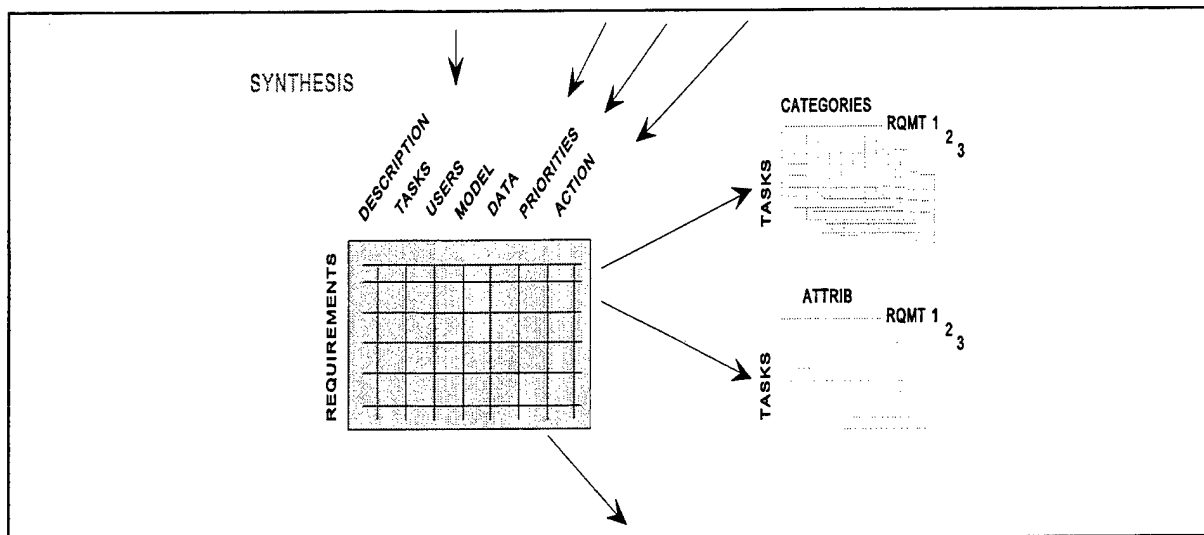 SYNTHESIS
DESCRIPTION
TASKS
USERS
MODEL
DATA
PRIORITIES
ACTION
REQUIREMENTS
CATEGORIES
RQMT 1
2
3
TASKS
ATTRIB
RQMT 1
2
3
TASKS